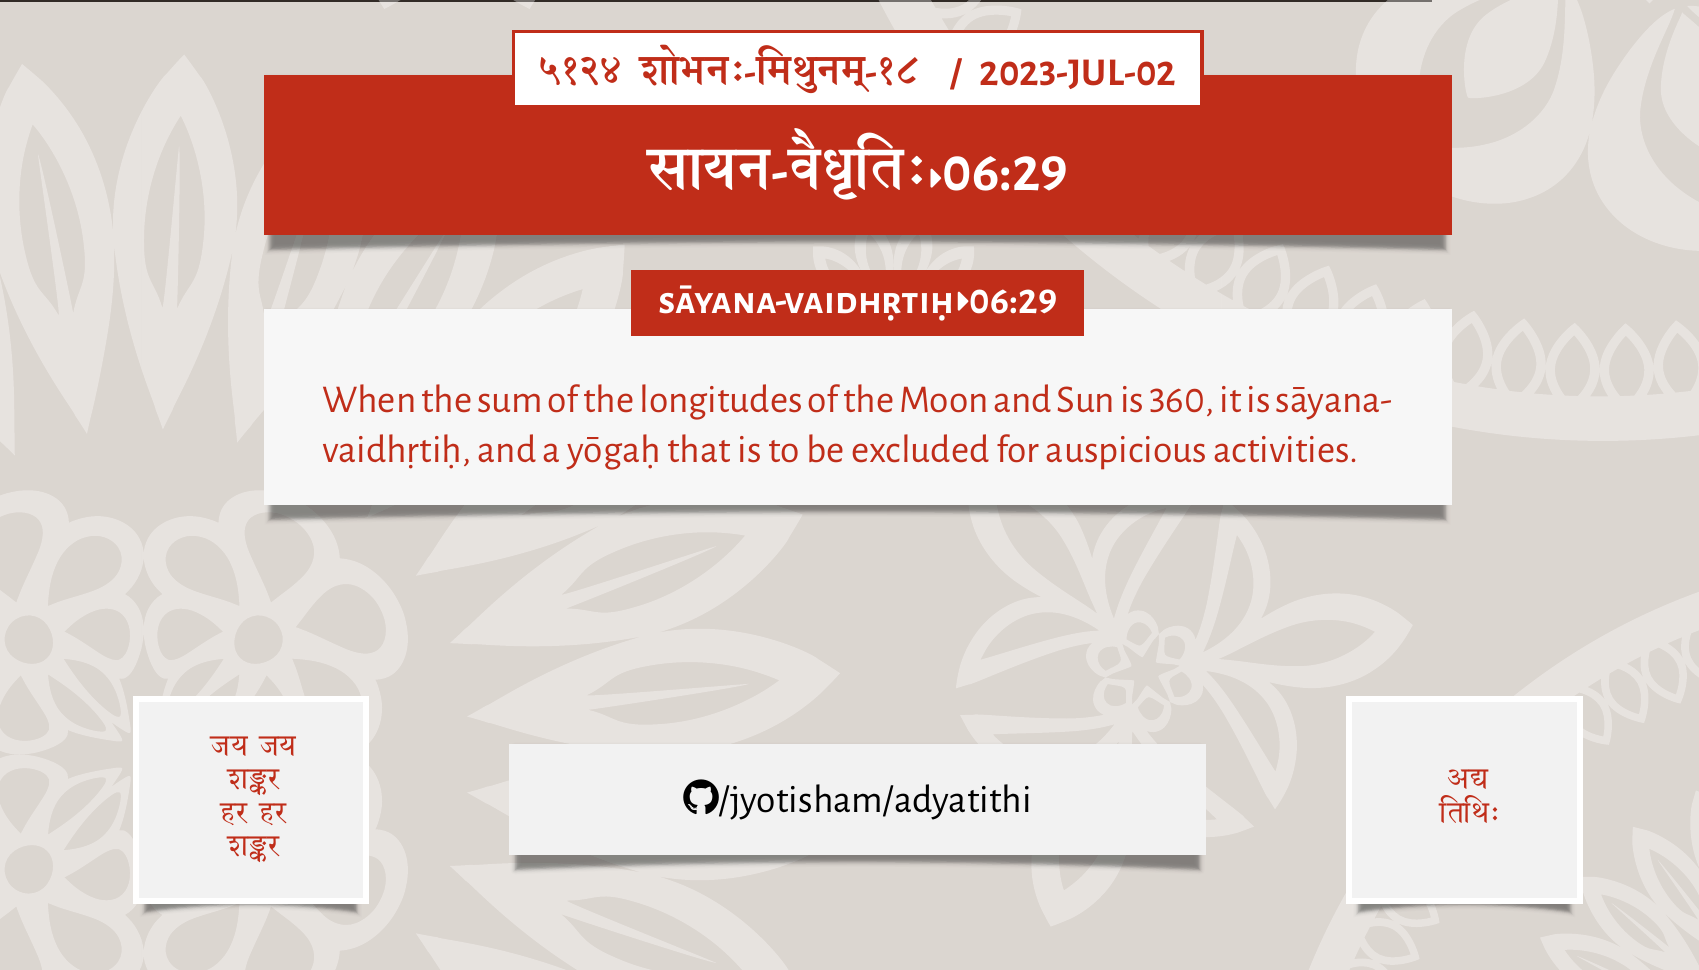 ५१२४ शोभनः-मिथुनम्-१८ / 2023-JUL-02
सायन-वैधृतिः▸06:29
SĀYANA-VAIDHṚTIḤ▸06:29
When the sum of the longitudes of the Moon and Sun is 360, it is sāyana-
vaidhṛtiḥ, and a yōgaḥ that is to be excluded for auspicious activities.
जय जय
शङ्कर
हर हर
शङ्कर
/jyotisham/adyatithi
अद्य
तिथिः